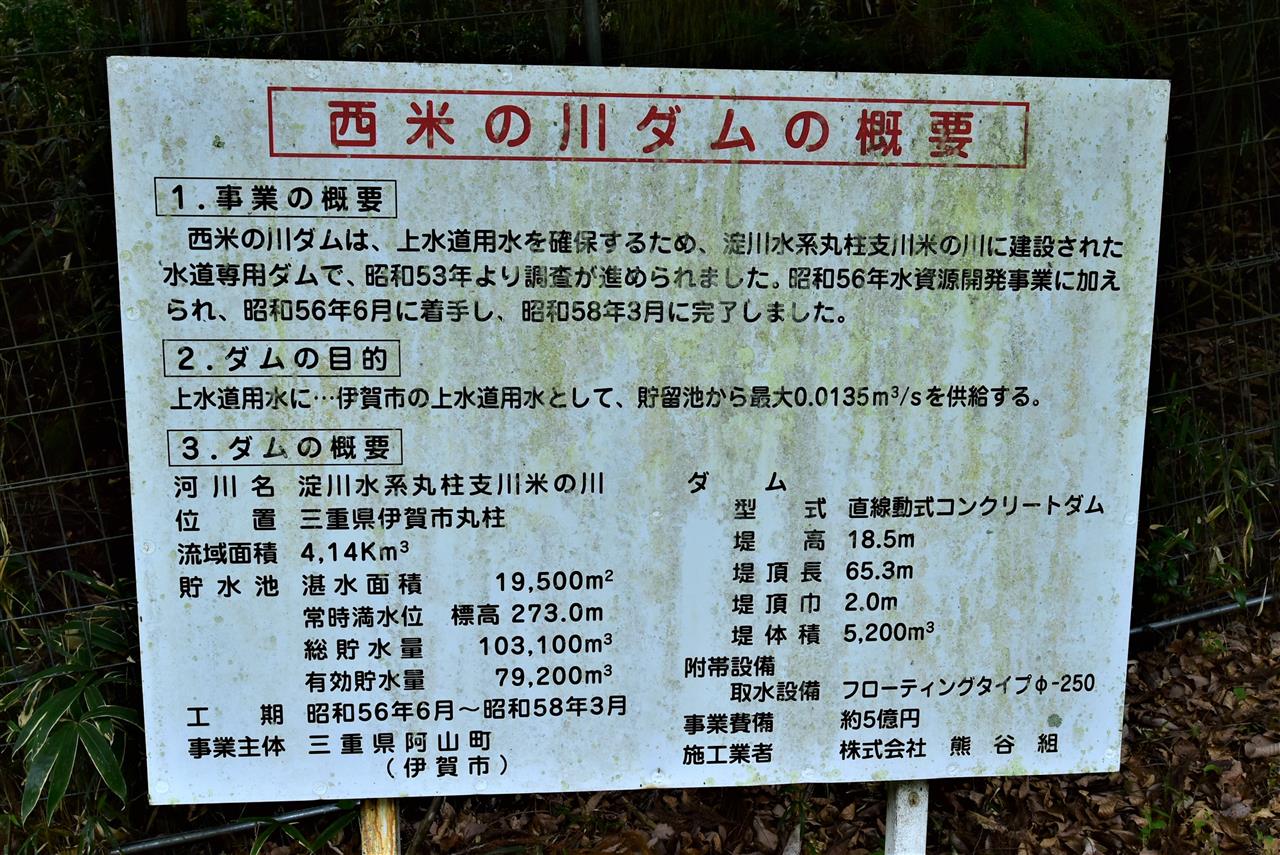 西米の川ダムの概要
1.事業の概要
西米の川ダムは、上水道用水を確保するため、淀川水系丸柱支川米の川に建設された
水道専用ダムで、昭和53年より調査が進められました。昭和56年水資源開発事業に加え
られ、昭和56年6月に着手し、昭和58年3月に完了しました。
2.ダムの目的
上水道用水に…伊賀市の上水道用水として、貯留池から最大0.0135m³/sを供給する。
3.ダムの概要
河川名 淀川水系丸柱支川米の川
位置 三重県伊賀市丸柱
流域面積 4,14Km³
貯水池 湛水面積 19,500m²
常時満水位 標高 273.0m
総貯水量 103,100m³
有効貯水量 79,200m³
工期 昭和56年6月～昭和58年3月
事業主体 三重県阿山町
(伊賀市)
ダム
型式 直線動式コンクリートダム
堤高 18.5m
堤頂長 65.3m
堤頂巾 2.0m
堤体積 5,200m³
附帯設備
取水設備 フローティングタイプφ-250
事業費備 約5億円
施工業者 株式会社 熊谷組